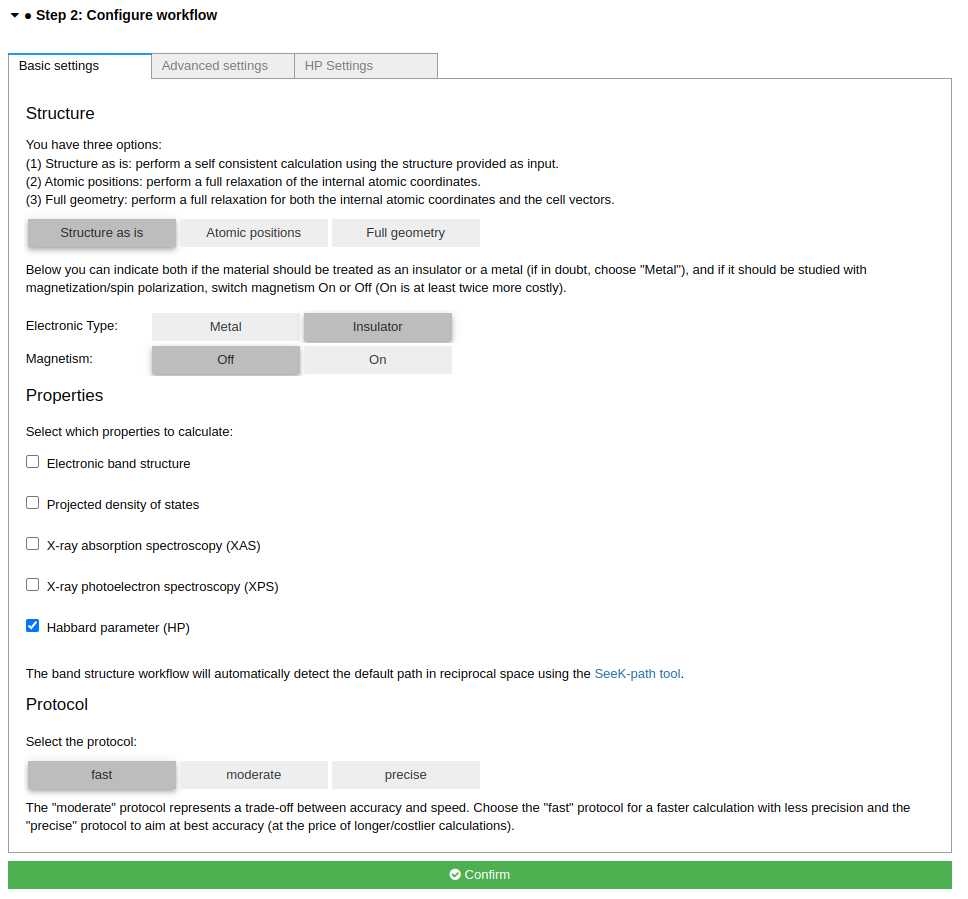 Step 2: Configure workflow
Basic settings
Advanced settings
HP Settings
Structure
You have three options:
(1) Structure as is: perform a self consistent calculation using the structure provided as input.
(2) Atomic positions: perform a full relaxation of the internal atomic coordinates.
(3) Full geometry: perform a full relaxation for both the internal atomic coordinates and the cell vectors.
Structure as is
Atomic positions
Full geometry
Below you can indicate both if the material should be treated as an insulator or a metal (if in doubt, choose "Metal"), and if it should be studied with
magnetization/spin polarization, switch magnetism On or Off (On is at least twice more costly).
Electronic Type:
Metal
Insulator
Magnetism:
Off
On
Properties
Select which properties to calculate:
Electronic band structure
Projected density of states
X-ray absorption spectroscopy (XAS)
X-ray photoelectron spectroscopy (XPS)
Habbard parameter (HP)
The band structure workflow will automatically detect the default path in reciprocal space using the SeeK-path tool.
Protocol
Select the protocol:
fast
moderate
precise
The "moderate" protocol represents a trade-off between accuracy and speed. Choose the "fast" protocol for a faster calculation with less precision and the
"precise" protocol to aim at best accuracy (at the price of longer/costlier calculations).
Confirm